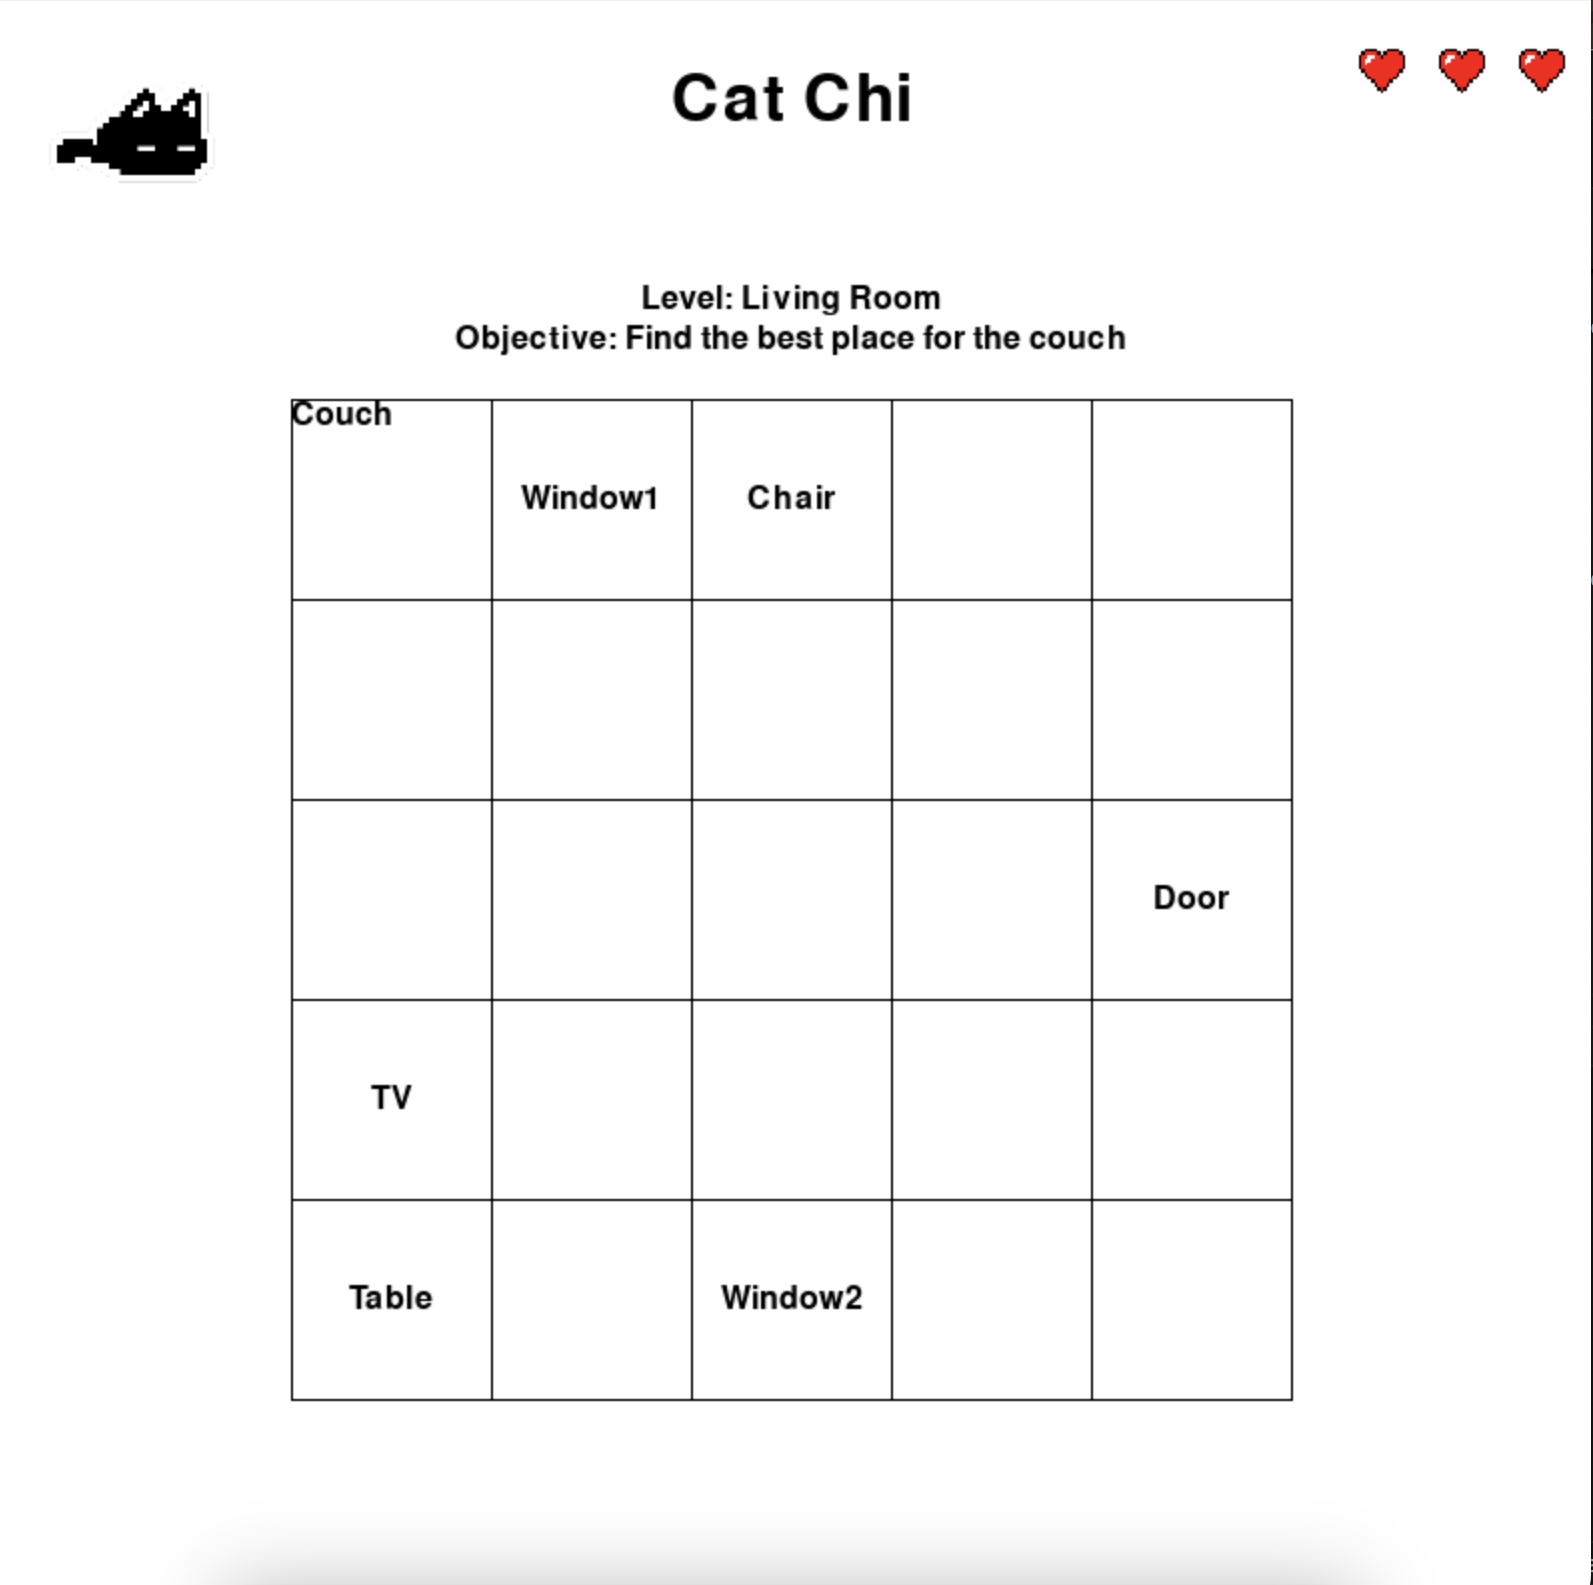 Cat Chi
Level: Living Room
Objective: Find the best place for the couch
Couch
Window1 Chair
Door
TV
Table Window2